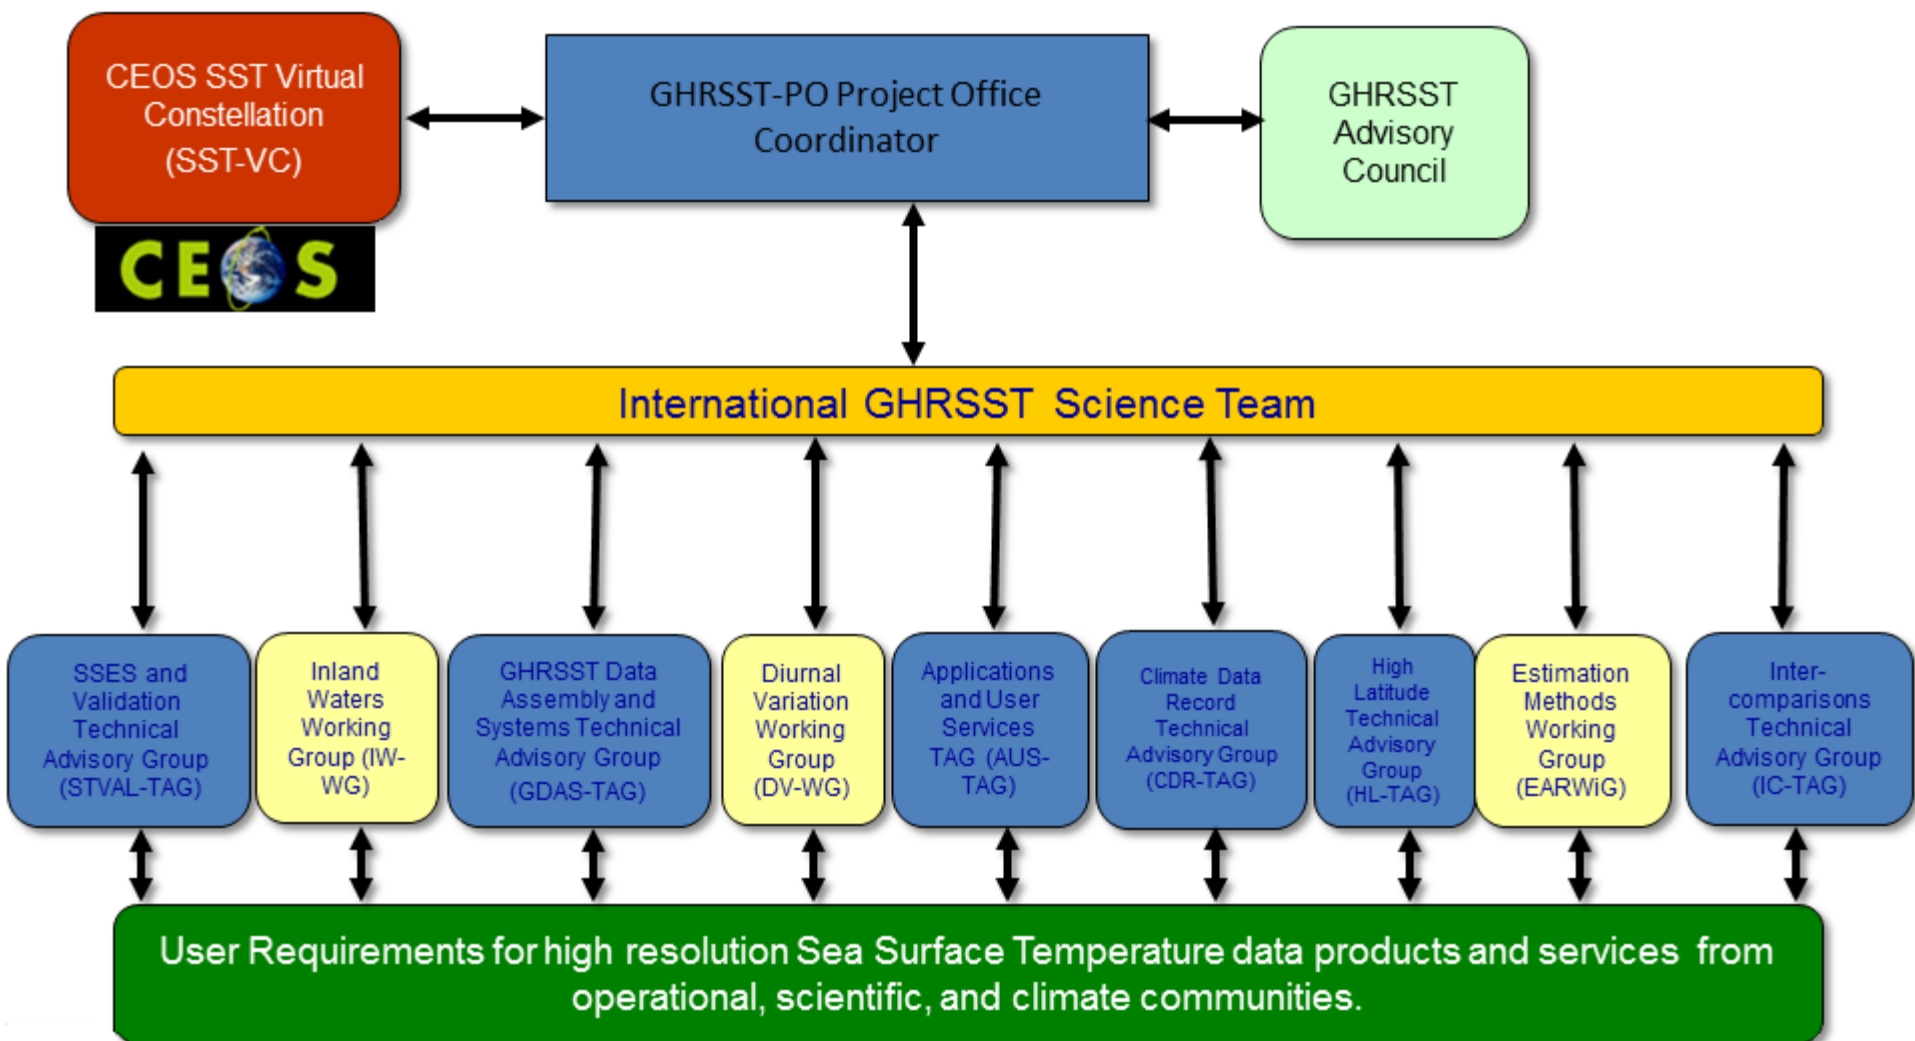 CEOS SST Virtual
Constellation
(SST-VC)
CEOS
GHRSST-PO Project Office
Coordinator
GHRSST
Advisory
Council
International GHRSST Science Team
SSES and
Validation
Technical
Advisory Group
(STVAL-TAG)
Inland
Waters
Working
Group (IW-
WG)
GHRSST Data
Assembly and
Systems Technical
Advisory Group
(GDAS-TAG)
Diurnal
Variation
Working
Group
(DV-WG)
Applications
and User
Services
TAG (AUS-
TAG)
Climate Data
Record
Technical
Advisory Group
(CDR-TAG)
High
Latitude
Technical
Advisory
Group
(HL-TAG)
Estimation
Methods
Working
Group
(EARWiG)
Inter-
comparisons
Technical
Advisory Group
(IC-TAG)
User Requirements for high resolution Sea Surface Temperature data products and services from
operational, scientific, and climate communities.